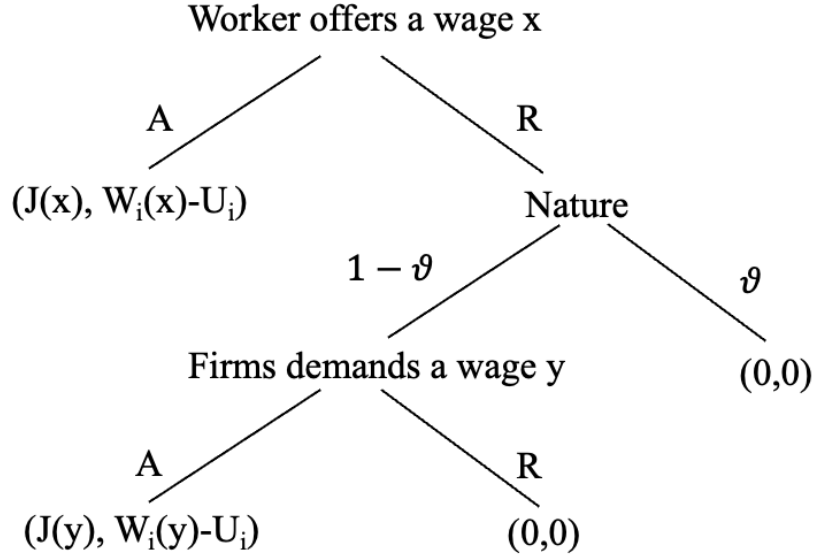 Worker offers a wage x
A
R
(J(x), Wᵢ(x)-Uᵢ)
Nature
1 − ϑ
ϑ
Firms demands a wage y
(0,0)
A
R
(J(y), Wᵢ(y)-Uᵢ)
(0,0)